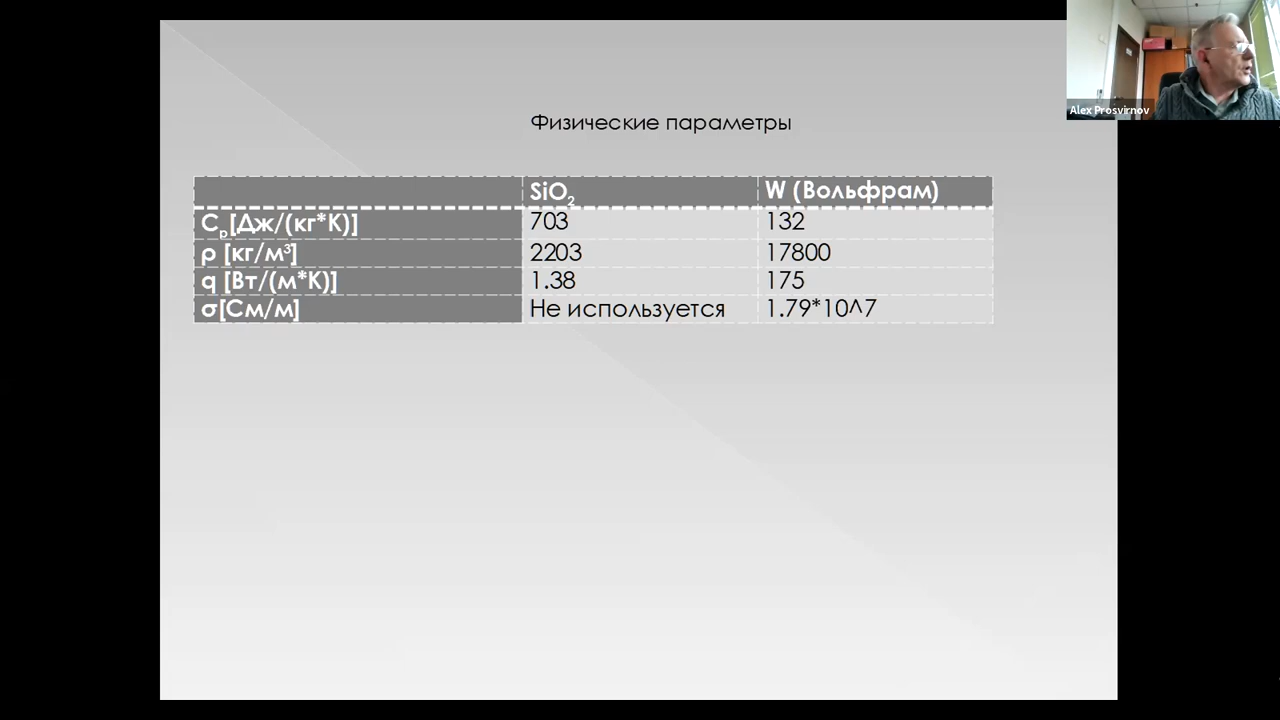 Alex Prosvirnov
Физические параметры
SiO₂ W (Вольфрам)
Cₚ[Дж/(кг*К)] 703 132
ρ [кг/м³] 2203 17800
q [Вт/(м*К)] 1.38 175
σ[См/м] Не используется 1.79*10^7